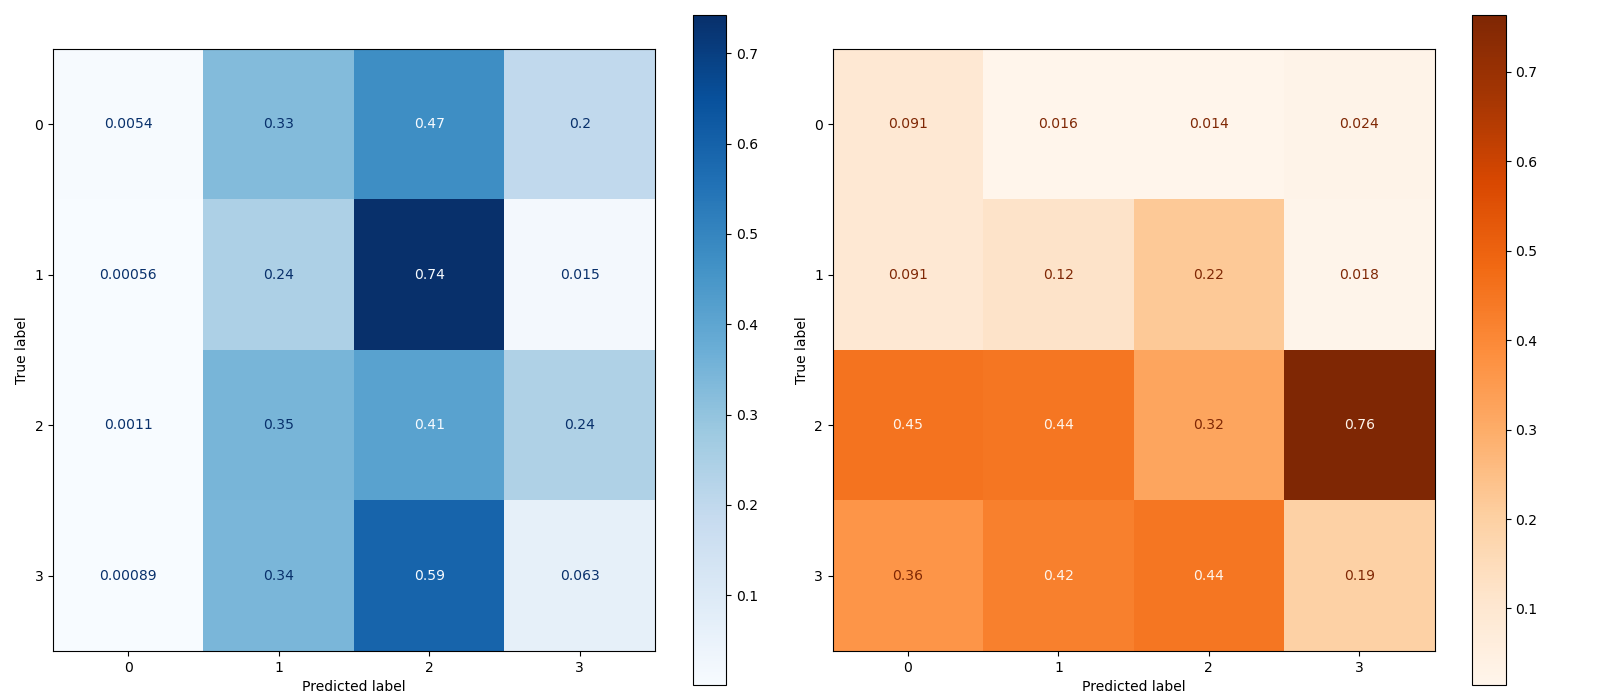 0.7
0.6
0.5
0.4
0.3
0.2
0.1
0 0.0054 0.33 0.47 0.2
1 0.00056 0.24 0.74 0.015
2 0.0011 0.35 0.41 0.24
3 0.00089 0.34 0.59 0.063
0 1 2 3
True label
Predicted label
0.7
0.6
0.5
0.4
0.3
0.2
0.1
0 0.091 0.016 0.014 0.024
1 0.091 0.12 0.22 0.018
2 0.45 0.44 0.32 0.76
3 0.36 0.42 0.44 0.19
0 1 2 3
True label
Predicted label